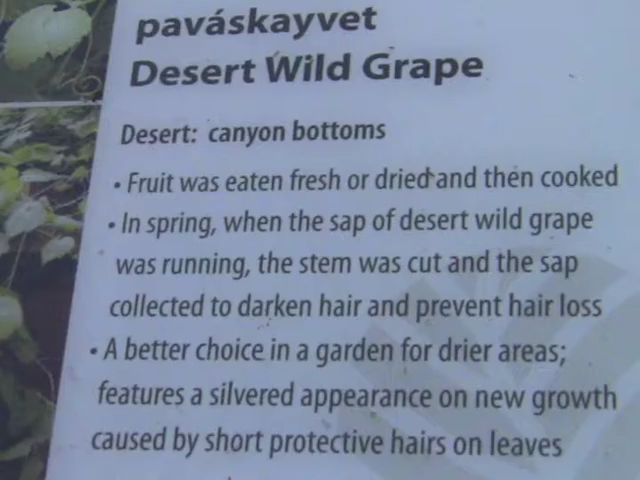 paváskayvet
Desert Wild Grape
Desert: canyon bottoms
• Fruit was eaten fresh or dried and then cooked
• In spring, when the sap of desert wild grape
was running, the stem was cut and the sap
collected to darken hair and prevent hair loss
• A better choice in a garden for drier areas;
features a silvered appearance on new growth
caused by short protective hairs on leaves